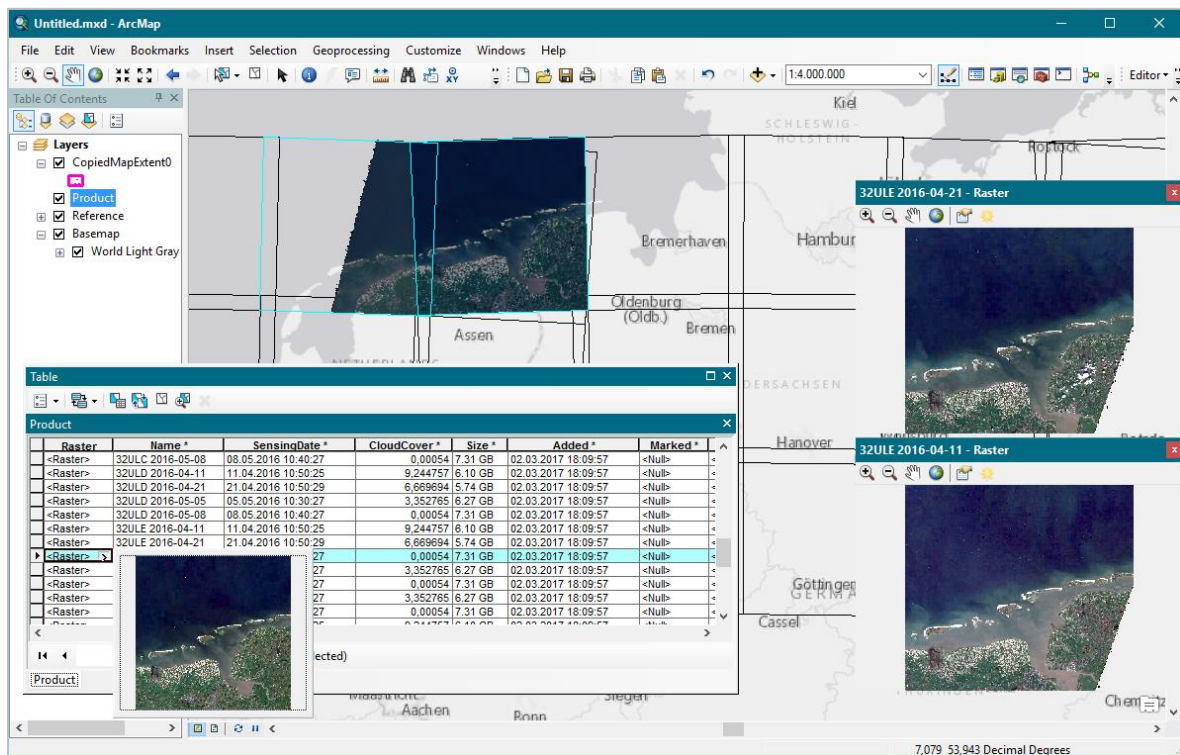 Untitled.mxd - ArcMap
File Edit View Bookmarks Insert Selection Geoprocessing Customize Windows Help
1:4.000.000
Editor
Table Of Contents
Layers
CopiedMapExtent0
Product
Reference
Basemap
World Light Gray
Kiel
SCHLESWIG-
HOLSTEIN
Rostock
Bremerhaven
Hambur
Oldenburg
(Oldb.)
Bremen
Assen
DERSACHSEN
Hanover
Göttingen
GERMA
Cassel
Maastricht
Aachen
Bonn
Siegen
THÜRINGEN
Chemnitz
32ULE 2016-04-21 - Raster
32ULE 2016-04-11 - Raster
Table
Product
Raster Name * SensingDate * CloudCover * Size * Added * Marked *
<Raster> 32ULC 2016-05-08 08.05.2016 10:40:27 0,00054 7.31 GB 02.03.2017 18:09:57 <Null>
<Raster> 32ULD 2016-04-11 11.04.2016 10:50:25 9,244757 6.10 GB 02.03.2017 18:09:57 <Null>
<Raster> 32ULD 2016-04-21 21.04.2016 10:50:29 6,669694 5.74 GB 02.03.2017 18:09:57 <Null>
<Raster> 32ULD 2016-05-05 05.05.2016 10:30:27 3,352765 6.27 GB 02.03.2017 18:09:57 <Null>
<Raster> 32ULD 2016-05-08 08.05.2016 10:40:27 0,00054 7.31 GB 02.03.2017 18:09:57 <Null>
<Raster> 32ULE 2016-04-11 11.04.2016 10:50:25 9,244757 6.10 GB 02.03.2017 18:09:57 <Null>
<Raster> 32ULE 2016-04-21 21.04.2016 10:50:29 6,669694 5.74 GB 02.03.2017 18:09:57 <Null>
<Raster> 27 0,00054 7.31 GB 02.03.2017 18:09:57 <Null>
<Raster> 27 3,352765 6.27 GB 02.03.2017 18:09:57 <Null>
<Raster> 27 0,00054 7.31 GB 02.03.2017 18:09:57 <Null>
<Raster> 27 3,352765 6.27 GB 02.03.2017 18:09:57 <Null>
<Raster> 27 0,00054 7.31 GB 02.03.2017 18:09:57 <Null>
ected)
Product
7,079 53,943 Decimal Degrees